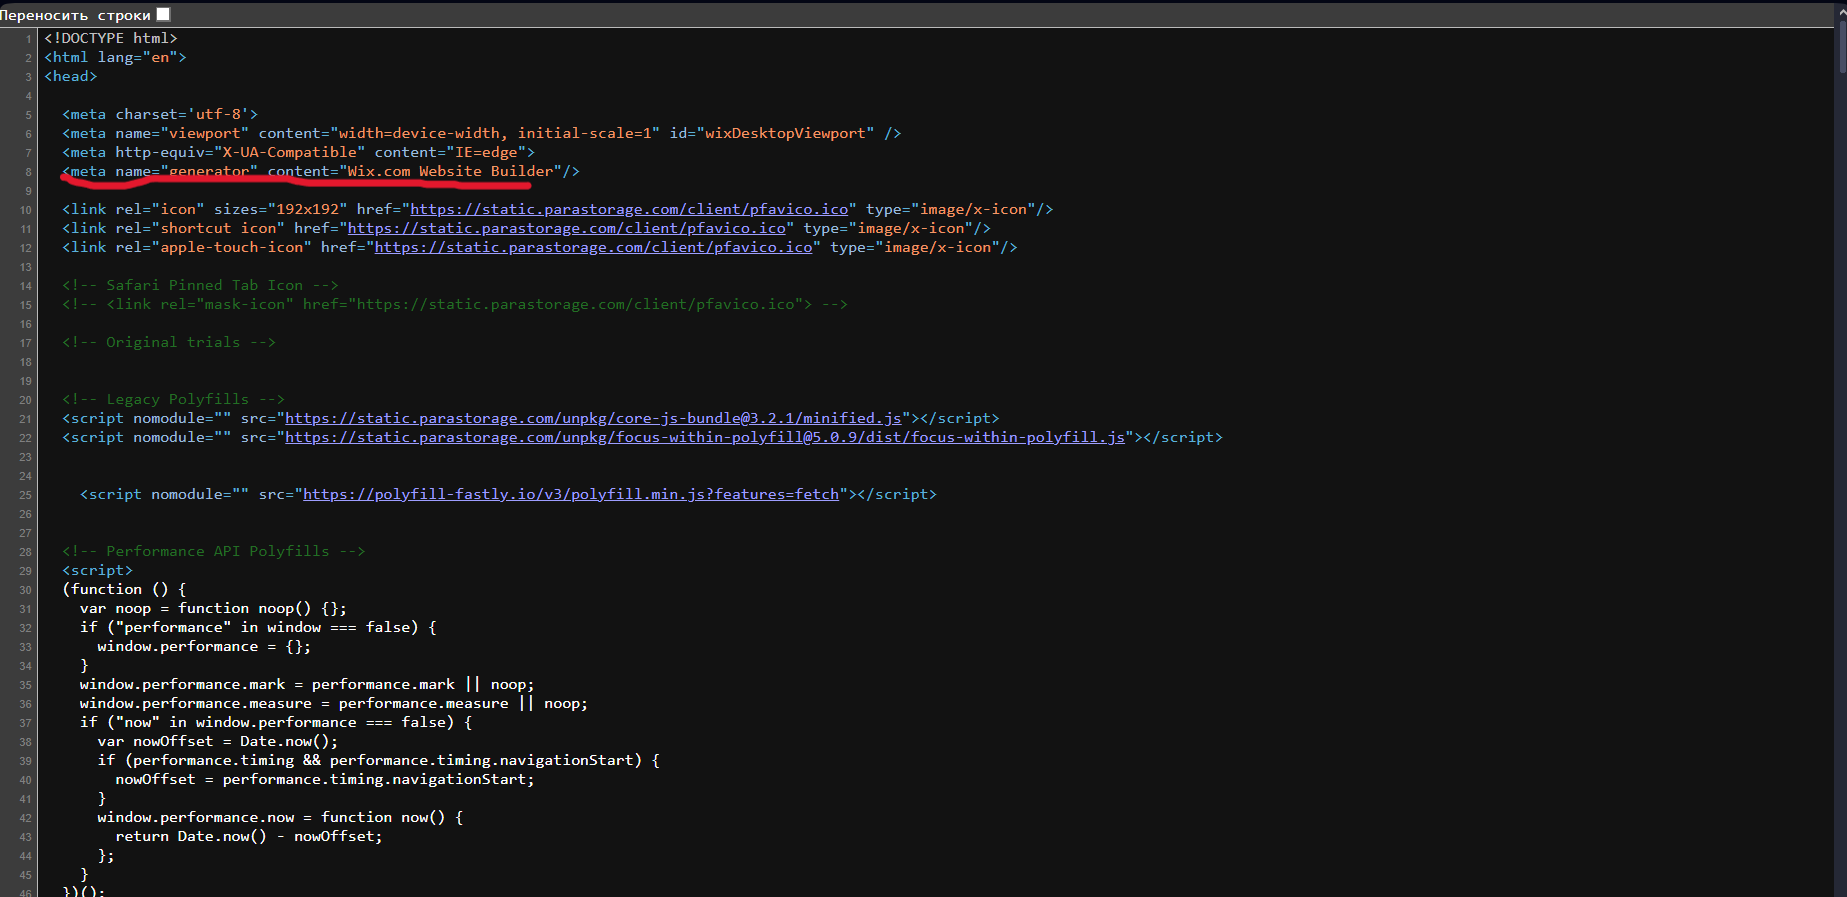 Переносить строки
1 <!DOCTYPE html>
2 <html lang="en">
3 <head>
4
5 <meta charset='utf-8'>
6 <meta name="viewport" content="width=device-width, initial-scale=1" id="wixDesktopViewport" />
7 <meta http-equiv="X-UA-Compatible" content="IE=edge">
8 <meta name="generator" content="Wix.com Website Builder"/>
9
10 <link rel="icon" sizes="192x192" href="https://static.parastorage.com/client/pfavico.ico" type="image/x-icon"/>
11 <link rel="shortcut icon" href="https://static.parastorage.com/client/pfavico.ico" type="image/x-icon"/>
12 <link rel="apple-touch-icon" href="https://static.parastorage.com/client/pfavico.ico" type="image/x-icon"/>
13
14 <!-- Safari Pinned Tab Icon -->
15 <!-- <link rel="mask-icon" href="https://static.parastorage.com/client/pfavico.ico"> -->
16
17 <!-- Original trials -->
18
19
20 <!-- Legacy Polyfills -->
21 <script nomodule="" src="https://static.parastorage.com/unpkg/core-js-bundle@3.2.1/minified.js"></script>
22 <script nomodule="" src="https://static.parastorage.com/unpkg/focus-within-polyfill@5.0.9/dist/focus-within-polyfill.js"></script>
23
24
25 <script nomodule="" src="https://polyfill-fastly.io/v3/polyfill.min.js?features=fetch"></script>
26
27
28 <!-- Performance API Polyfills -->
29 <script>
30 (function () {
31 var noop = function noop() {};
32 if ("performance" in window === false) {
33 window.performance = {};
34 }
35 window.performance.mark = performance.mark || noop;
36 window.performance.measure = performance.measure || noop;
37 if ("now" in window.performance === false) {
38 var nowOffset = Date.now();
39 if (performance.timing && performance.timing.navigationStart) {
40 nowOffset = performance.timing.navigationStart;
41 }
42 window.performance.now = function now() {
43 return Date.now() - nowOffset;
44 };
45 }
46 })();